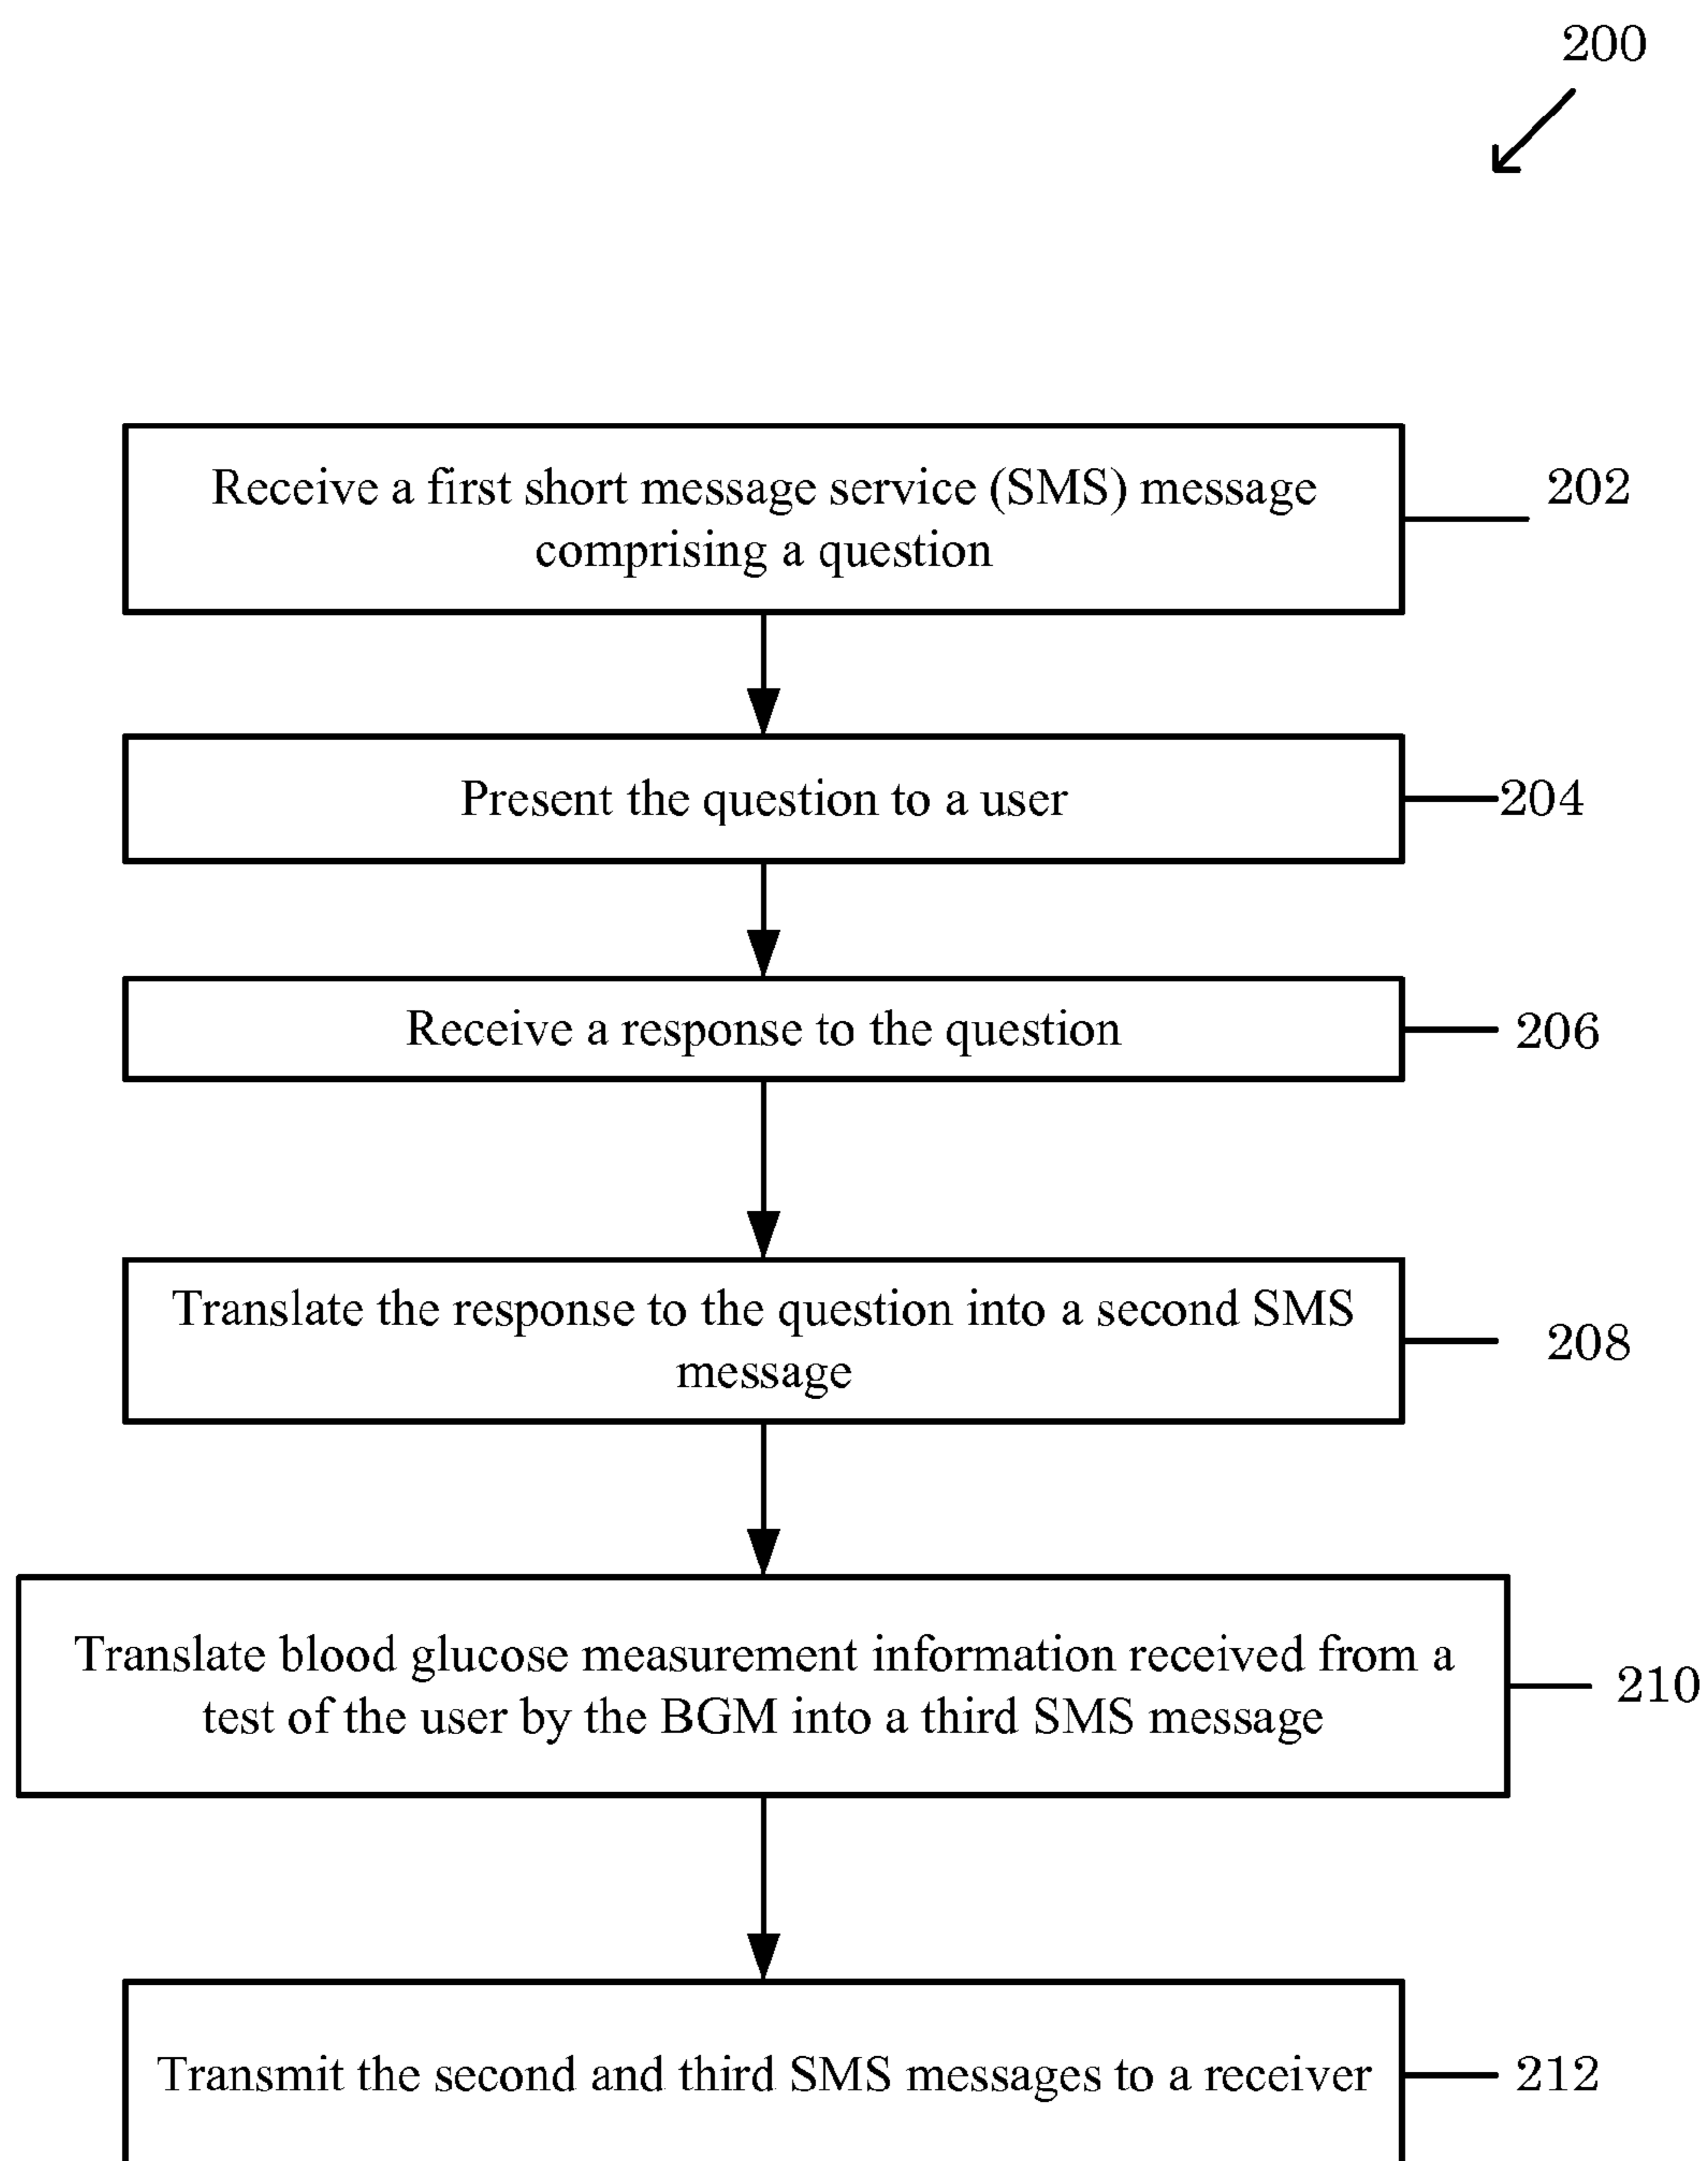 200
Receive a first short message service (SMS) message
comprising a question
202
Present the question to a user
204
Receive a response to the question
206
Translate the response to the question into a second SMS
message
208
Translate blood glucose measurement information received from a
test of the user by the BGM into a third SMS message
210
Transmit the second and third SMS messages to a receiver
212